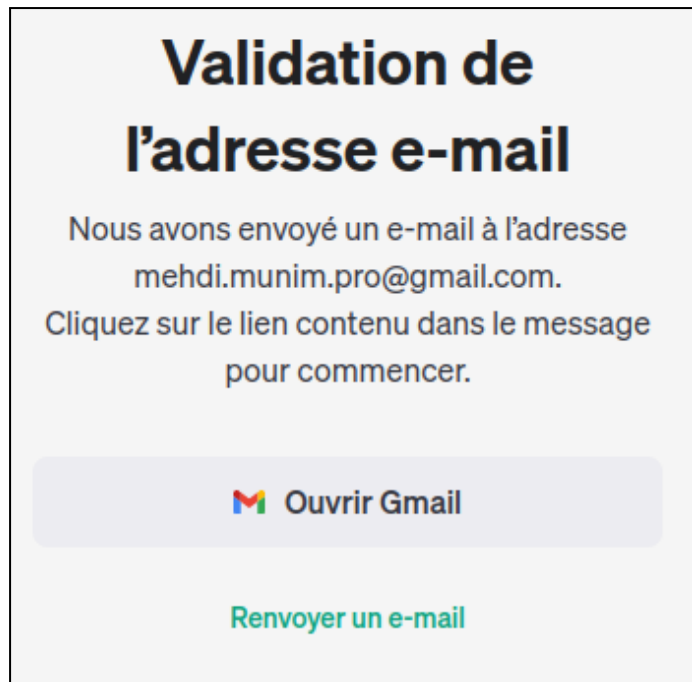 Validation de
l’adresse e-mail
Nous avons envoyé un e-mail à l’adresse
mehdi.munim.pro@gmail.com.
Cliquez sur le lien contenu dans le message
pour commencer.
Ouvrir Gmail
Renvoyer un e-mail